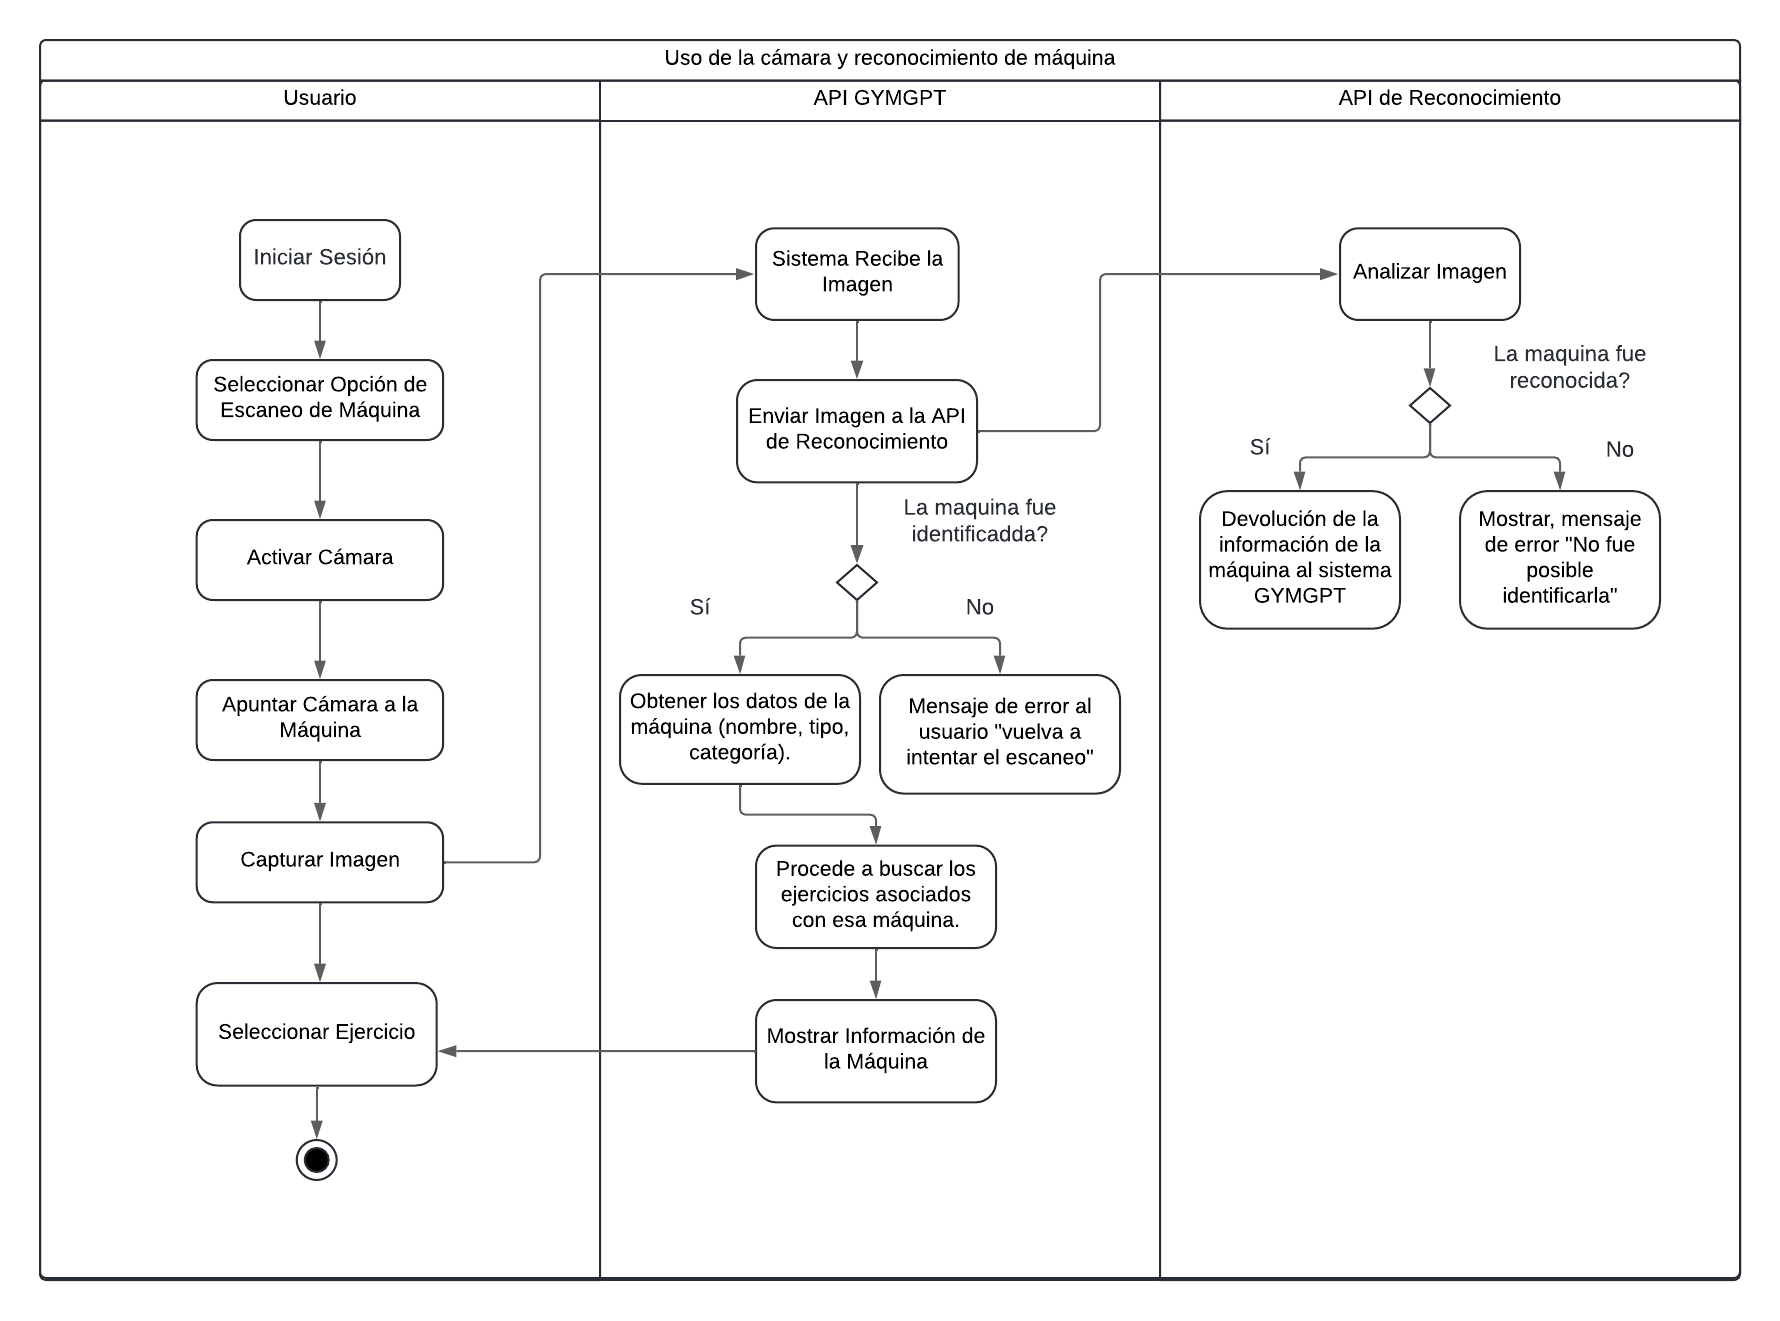 Uso de la cámara y reconocimiento de máquina
Usuario
API GYMGPT
API de Reconocimiento
Iniciar Sesión
Seleccionar Opción de
Escaneo de Máquina
Activar Cámara
Apuntar Cámara a la
Máquina
Capturar Imagen
Seleccionar Ejercicio
Sistema Recibe la
Imagen
Enviar Imagen a la API
de Reconocimiento
La maquina fue
identificadda?
Sí
No
Obtener los datos de la
máquina (nombre, tipo,
categoría).
Mensaje de error al
usuario "vuelva a
intentar el escaneo"
Procede a buscar los
ejercicios asociados
con esa máquina.
Mostrar Información de
la Máquina
Analizar Imagen
La maquina fue
reconocida?
Sí
No
Devolución de la
información de la
máquina al sistema
GYMGPT
Mostrar, mensaje
de error "No fue
posible
identificarla"